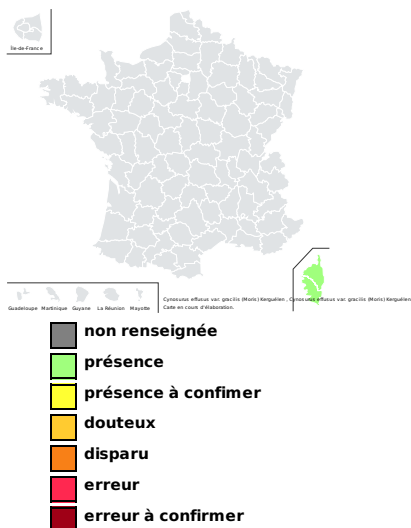 Île-de-France
Guadeloupe Martinique Guyane La Réunion Mayotte
Cynosurus effusus var. gracilis (Moris) Kerguélen , Cynosurus effusus var. gracilis (Moris) Kerguélen
Carte en cours d'élaboration.
non renseignée
présence
présence à confimer
douteux
disparu
erreur
erreur à confirmer